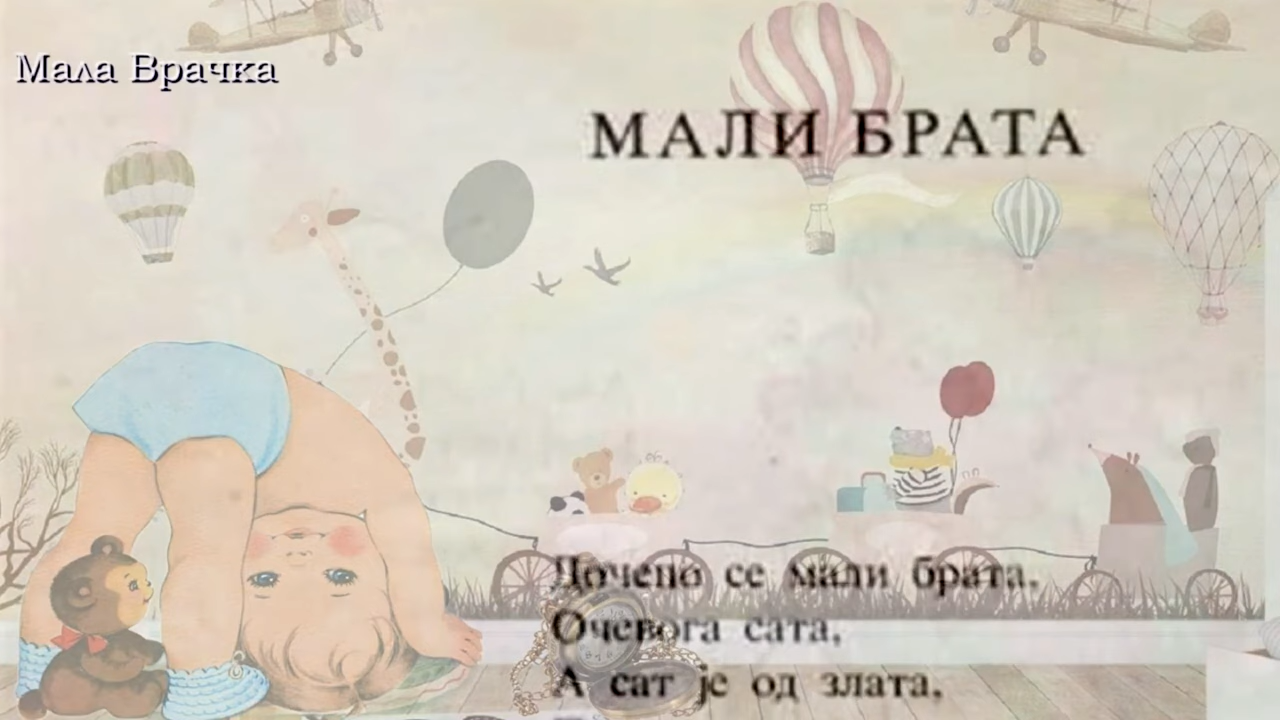 Мала Врачка
МАЛИ БРАТА
Дочепо се мали брата.
Очевога сата,
А сат је од злата,